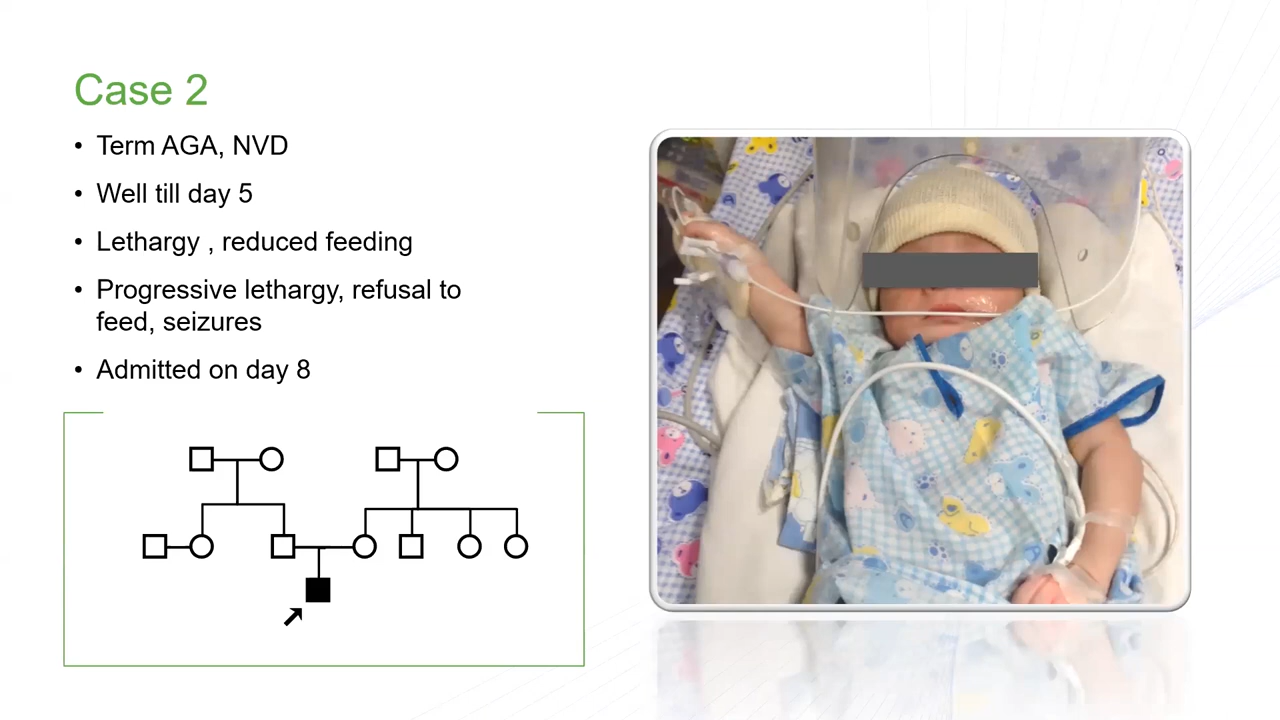 Case 2
• Term AGA, NVD
• Well till day 5
• Lethargy , reduced feeding
• Progressive lethargy, refusal to
feed, seizures
• Admitted on day 8